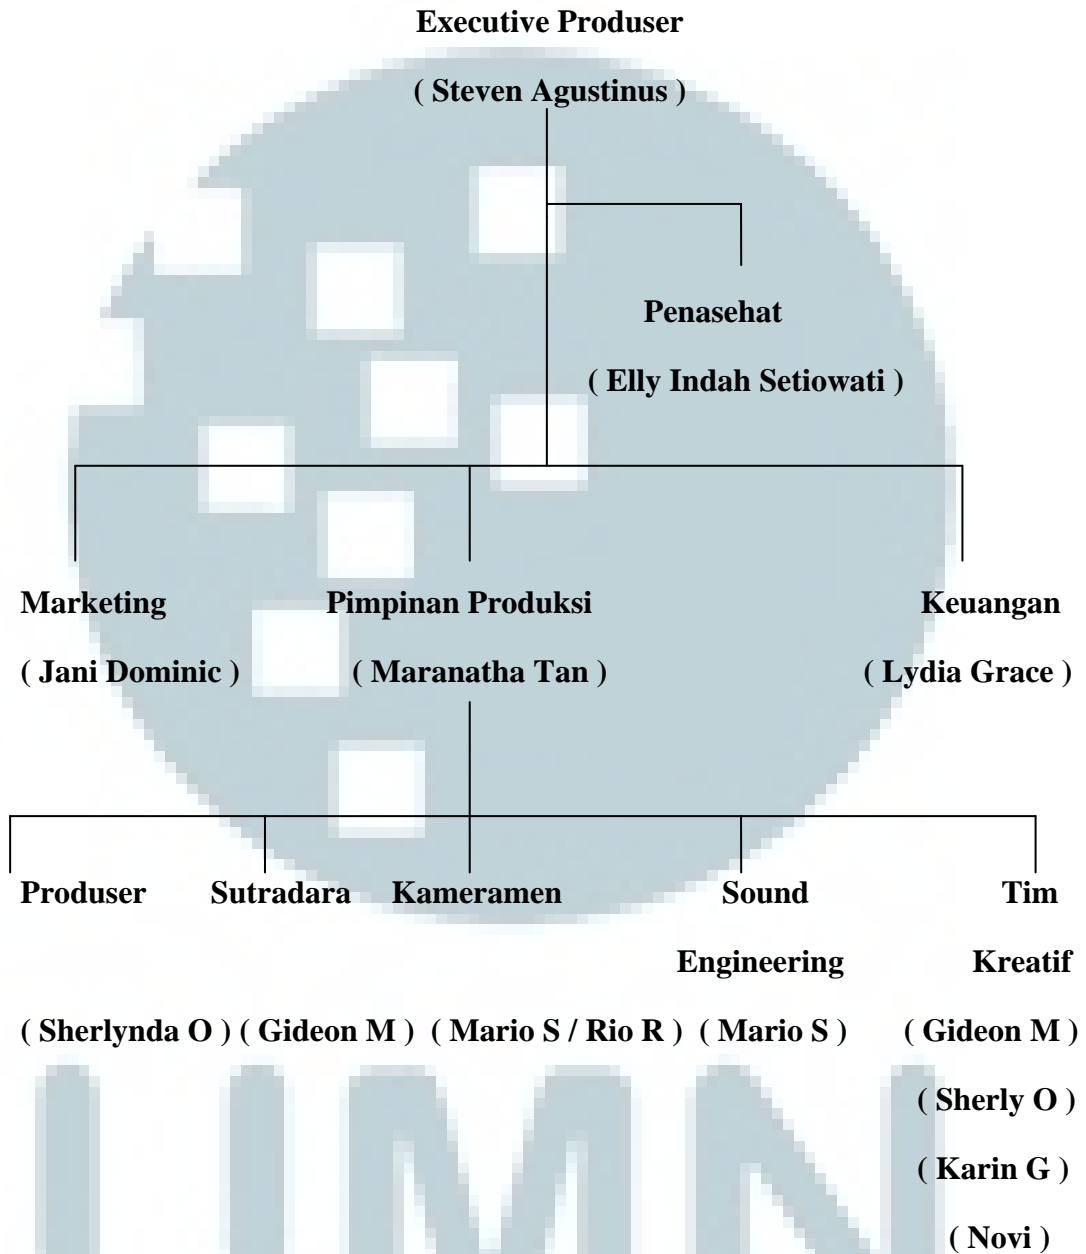 Executive Produser
( Steven Agustinus )
Penasehat
( Elly Indah Setiowati )
Marketing Pimpinan Produksi Keuangan
( Jani Dominic ) ( Maranatha Tan ) ( Lydia Grace )
Produser Sutradara Kameramen Sound Tim
Engineering Kreatif
( Sherlynda O ) ( Gideon M ) ( Mario S / Rio R ) ( Mario S ) ( Gideon M )
( Sherly O )
( Karin G )
( Novi )
UMN